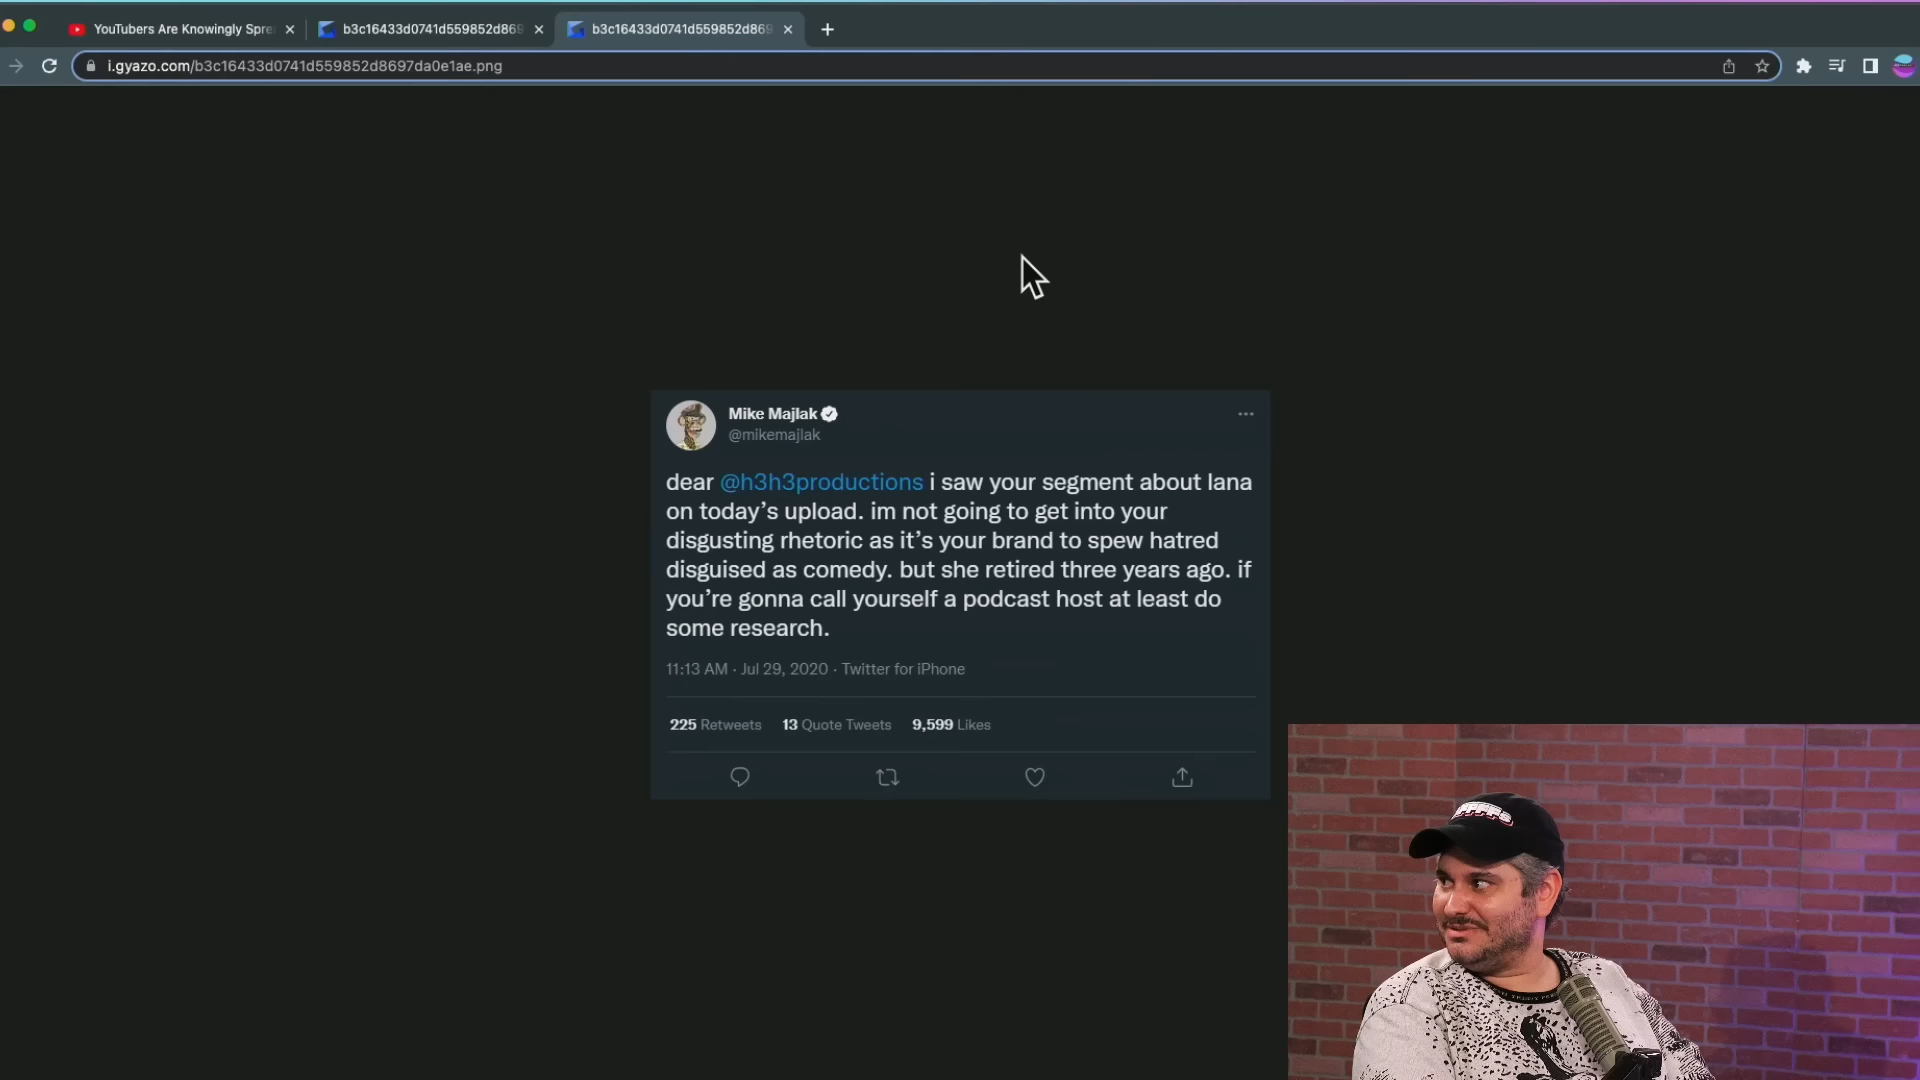 YouTubers Are Knowingly Spre
b3c16433d0741d559852d869
b3c16433d0741d559852d869
i.gyazo.com/b3c16433d0741d559852d8697da0e1ae.png
Mike Majlak
@mikemajlak
dear @h3h3productions i saw your segment about lana
on today’s upload. im not going to get into your
disgusting rhetoric as it’s your brand to spew hatred
disguised as comedy. but she retired three years ago. if
you’re gonna call yourself a podcast host at least do
some research.
11:13 AM · Jul 29, 2020 · Twitter for iPhone
225 Retweets 13 Quote Tweets 9,599 Likes